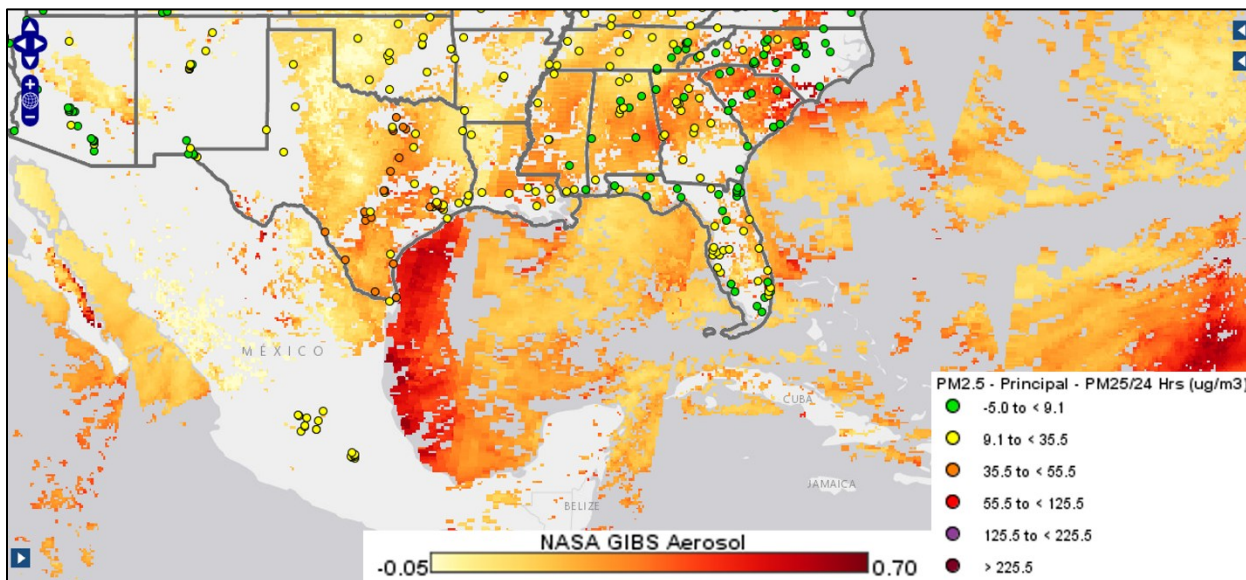 MÉXICO
CUBA
JAMAICA
BELIZE
PM2.5 - Principal - PM25/24 Hrs (ug/m3)
-5.0 to < 9.1
9.1 to < 35.5
35.5 to < 55.5
55.5 to < 125.5
125.5 to < 225.5
> 225.5
NASA GIBS Aerosol
-0.05
0.70